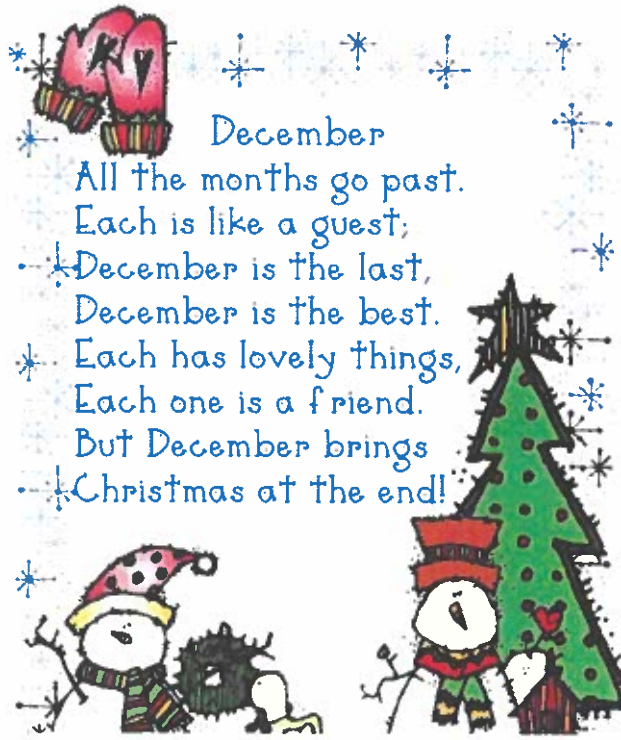 December
All the months go past.
Each is like a guest;
December is the last,
December is the best.
Each has lovely things,
Each one is a friend.
But December brings
Christmas at the end!